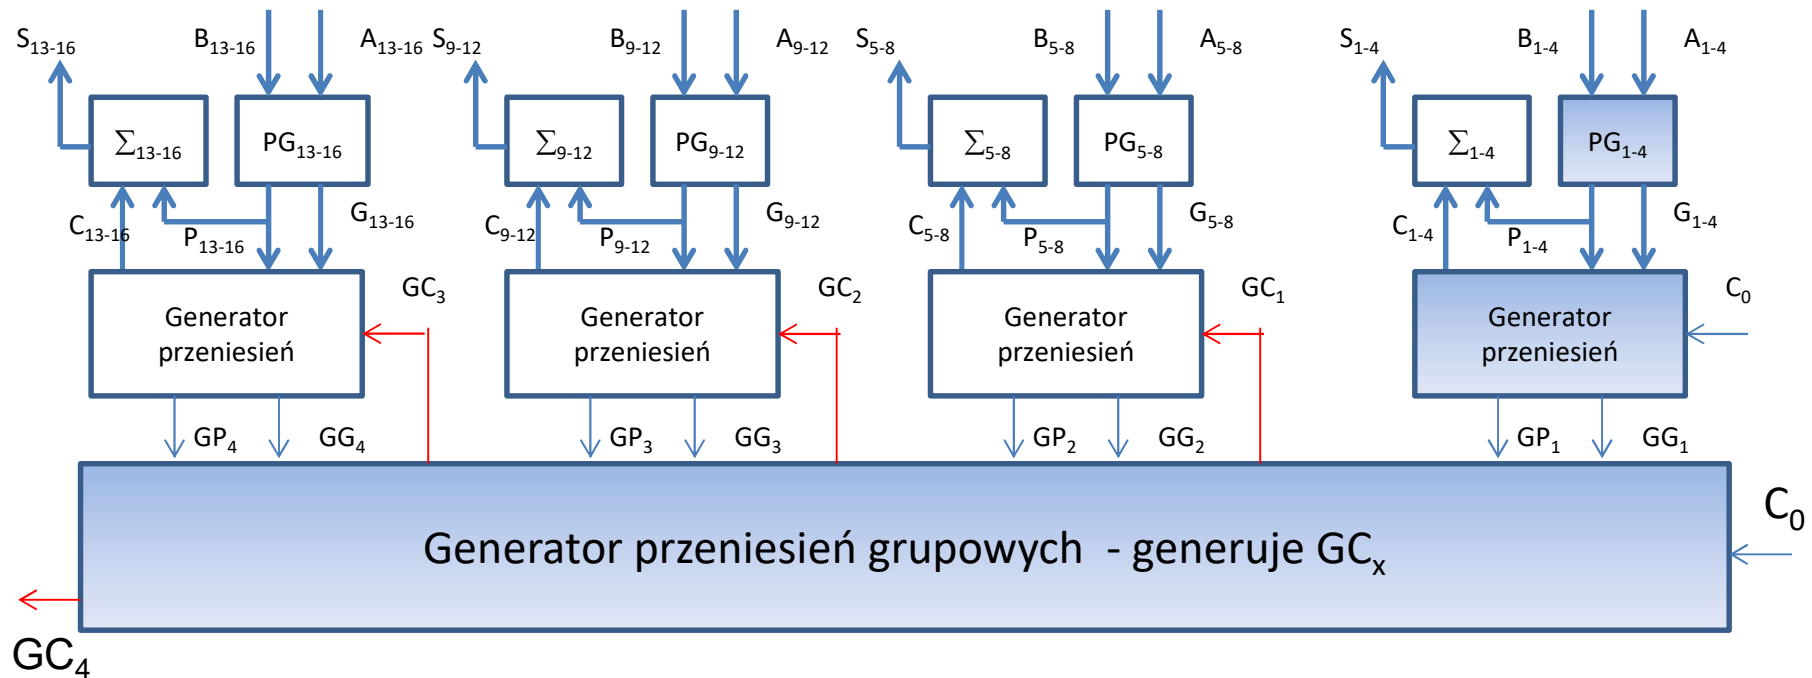 S13-16 B13-16 A13-16 S9-12 B9-12 A9-12 S5-8 B5-8 A5-8 S1-4 B1-4 A1-4
∑13-16 PG13-16 ∑9-12 PG9-12 ∑5-8 PG5-8 ∑1-4 PG1-4
C13-16 P13-16 G13-16 C9-12 P9-12 G9-12 C5-8 P5-8 G5-8 C1-4 P1-4 G1-4
GC3 GC2 GC1 C0
Generator Generator Generator Generator
przeniesień przeniesień przeniesień przeniesień
GP4 GG4 GP3 GG3 GP2 GG2 GP1 GG1
C0
Generator przeniesień grupowych - generuje GCx
GC4